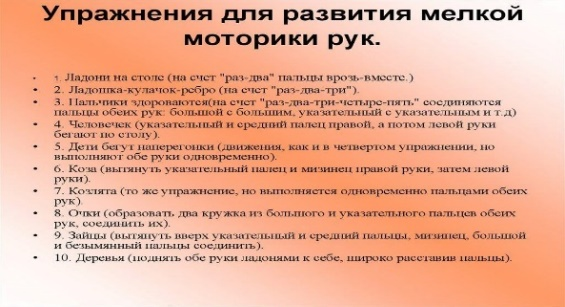 Упражнения для развития мелкой
моторики рук.
• 1. Ладони на столе (на счет "раз-два" пальцы врозь-вместе.)
• 2. Ладошка-кулачок-ребро (на счет "раз-два-три").
• 3. Пальчики здороваются(на счет "раз-два-три-четыре-пять" соединяются
пальцы обеих рук: большой с большим, указательный с указательным и т.д)
• 4. Человечек (указательный и средний палец правой, а потом левой руки
бегают по столу).
• 5. Дети бегут наперегонки (движения, как и в четвертом упражнении, но
выполняют обе руки одновременно).
• 6. Коза (вытянуть указательный палец и мизинец правой руки, затем левой
руки).
• 7. Козлята (то же упражнение, но выполняется одновременно пальцами обеих
рук).
• 8. Очки (образовать два кружка из большого и указательного пальцев обеих
рук, соединить их).
• 9. Зайцы (вытянуть вверх указательный и средний пальцы, мизинец, большой
и безымянный пальцы соединить).
• 10. Деревья (поднять обе руки ладонями к себе, широко расставив пальцы).